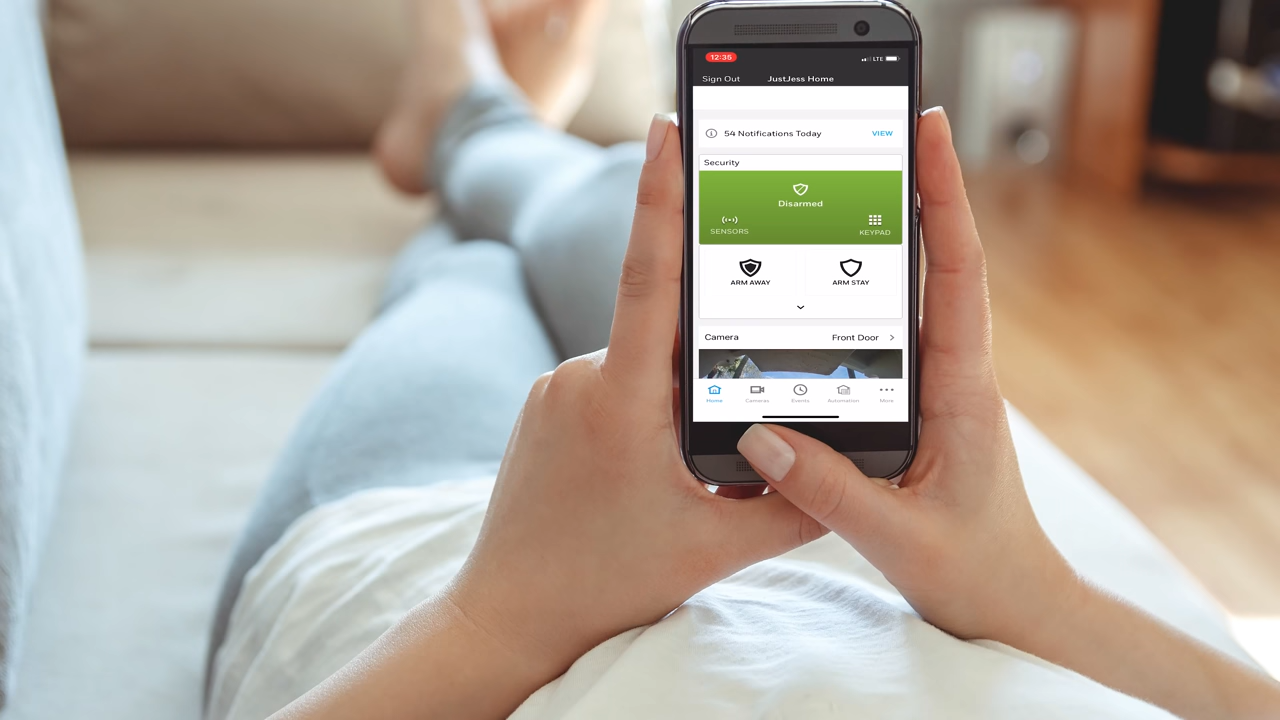 12:36
LTE
Sign Out JustJess Home
54 Notifications Today VIEW
Security
Disarmed
SENSORS KEYPAD
ARM AWAY ARM STAY
Camera Front Door
Home Cameras Events Automation More